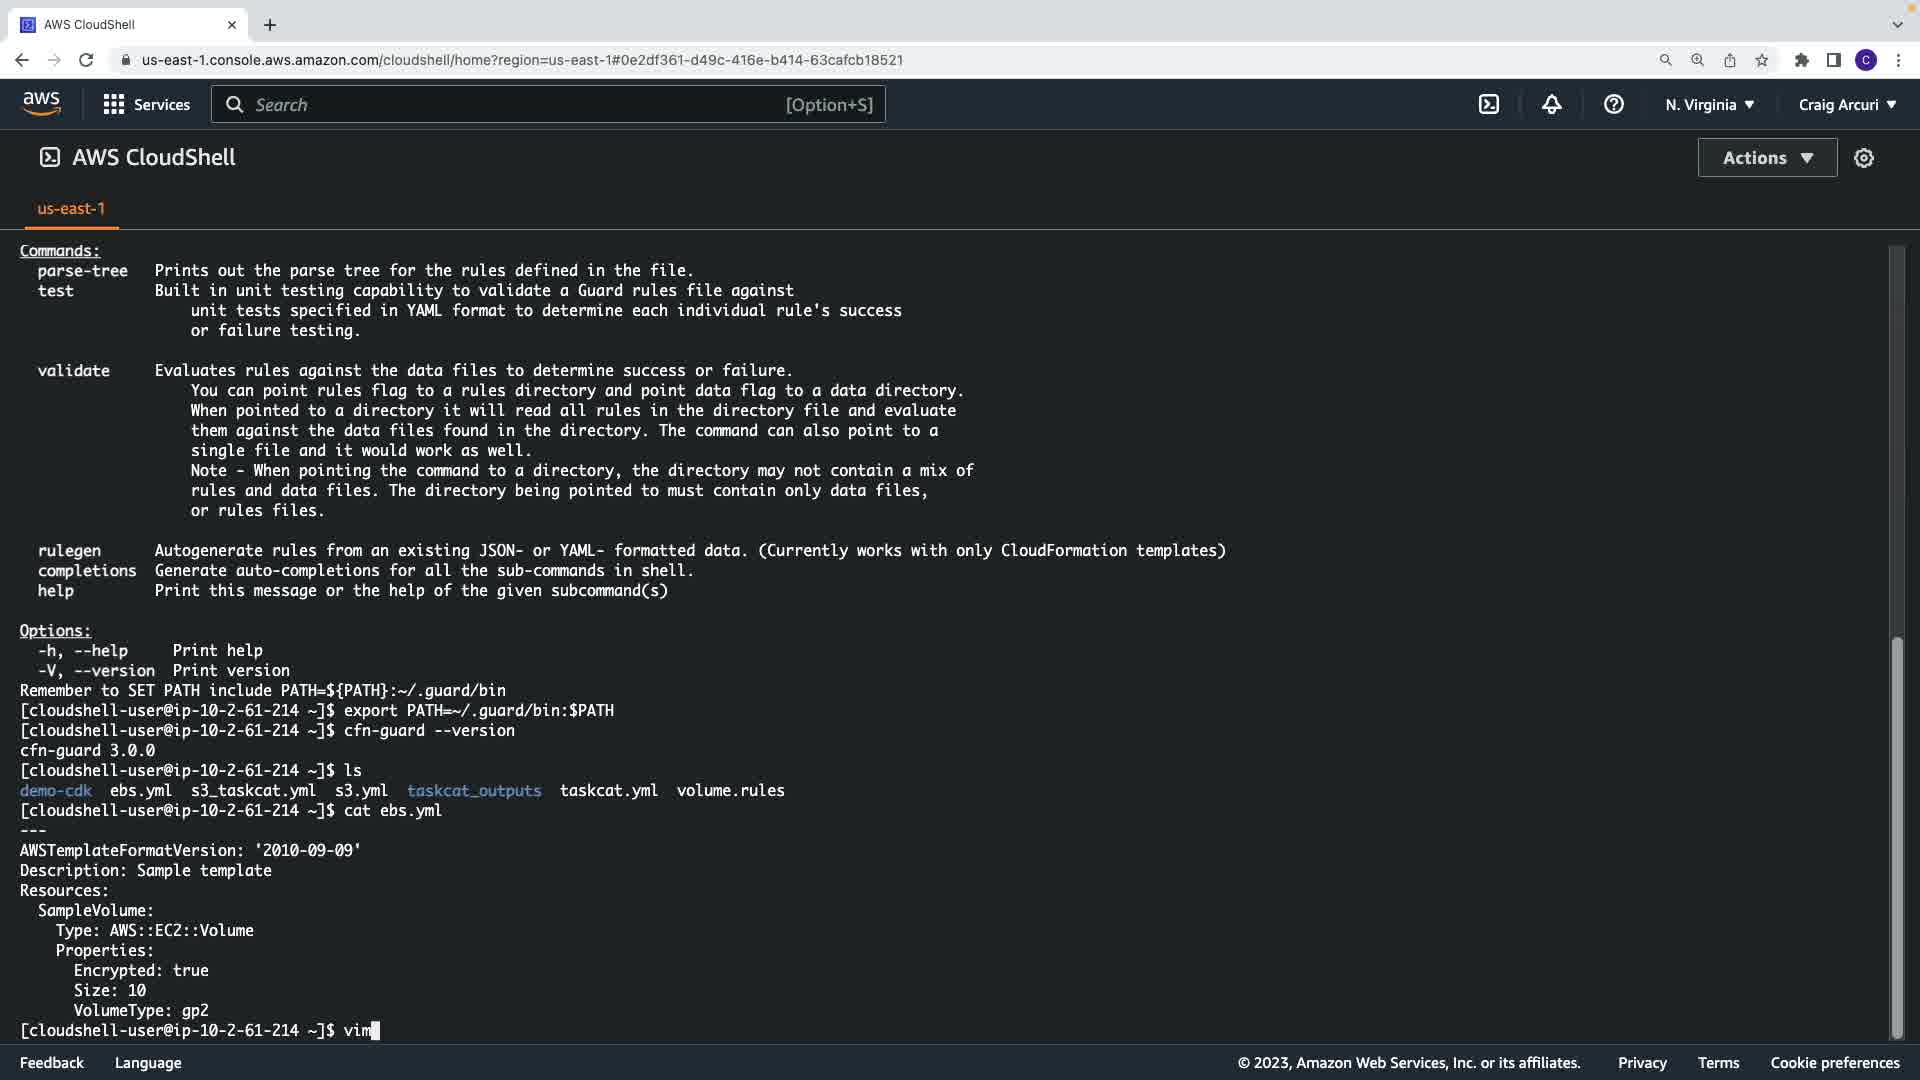 AWS CloudShell
us-east-1.console.aws.amazon.com/cloudshell/home?region=us-east-1#0e2df361-d49c-416e-b414-63cafcb18521
C
aws
Services
Search
[Option+S]
N. Virginia ▼
Craig Arcuri ▼
AWS CloudShell
Actions ▼
us-east-1
Commands:
parse-tree   Prints out the parse tree for the rules defined in the file.
test         Built in unit testing capability to validate a Guard rules file against
unit tests specified in YAML format to determine each individual rule's success
or failure testing.
validate     Evaluates rules against the data files to determine success or failure.
You can point rules flag to a rules directory and point data flag to a data directory.
When pointed to a directory it will read all rules in the directory file and evaluate
them against the data files found in the directory. The command can also point to a
single file and it would work as well.
Note - When pointing the command to a directory, the directory may not contain a mix of
rules and data files. The directory being pointed to must contain only data files,
or rules files.
rulegen      Autogenerate rules from an existing JSON- or YAML- formatted data. (Currently works with only CloudFormation templates)
completions  Generate auto-completions for all the sub-commands in shell.
help         Print this message or the help of the given subcommand(s)
Options:
-h, --help     Print help
-V, --version  Print version
Remember to SET PATH include PATH=${PATH}:~/.guard/bin
[cloudshell-user@ip-10-2-61-214 ~]$ export PATH=~/.guard/bin:$PATH
[cloudshell-user@ip-10-2-61-214 ~]$ cfn-guard --version
cfn-guard 3.0.0
[cloudshell-user@ip-10-2-61-214 ~]$ ls
demo-cdk  ebs.yml  s3_taskcat.yml  s3.yml  taskcat_outputs  taskcat.yml  volume.rules
[cloudshell-user@ip-10-2-61-214 ~]$ cat ebs.yml
---
AWSTemplateFormatVersion: '2010-09-09'
Description: Sample template
Resources:
SampleVolume:
Type: AWS::EC2::Volume
Properties:
Encrypted: true
Size: 10
VolumeType: gp2
[cloudshell-user@ip-10-2-61-214 ~]$ vim
Feedback
Language
© 2023, Amazon Web Services, Inc. or its affiliates.
Privacy
Terms
Cookie preferences